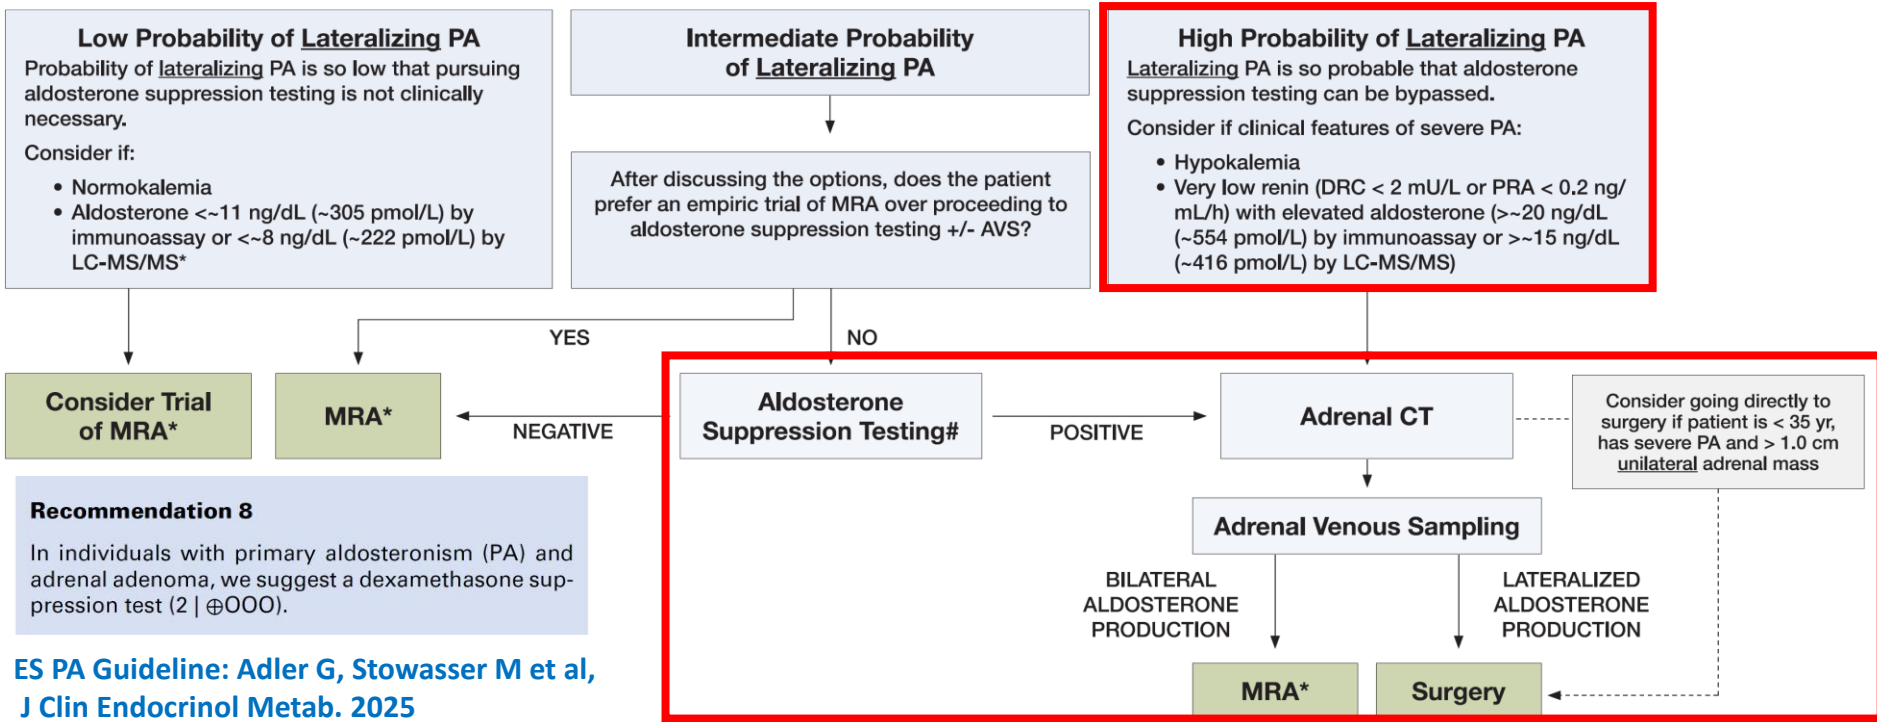 Low Probability of Lateralizing PA
Probability of lateralizing PA is so low that pursuing
aldosterone suppression testing is not clinically
necessary.
Consider if:
• Normokalemia
• Aldosterone <~11 ng/dL (~305 pmol/L) by
immunoassay or <~8 ng/dL (~222 pmol/L) by
LC-MS/MS*
Intermediate Probability
of Lateralizing PA
After discussing the options, does the patient
prefer an empiric trial of MRA over proceeding to
aldosterone suppression testing +/- AVS?
High Probability of Lateralizing PA
Lateralizing PA is so probable that aldosterone
suppression testing can be bypassed.
Consider if clinical features of severe PA:
• Hypokalemia
• Very low renin (DRC < 2 mU/L or PRA < 0.2 ng/
mL/h) with elevated aldosterone (>~20 ng/dL
(~554 pmol/L) by immunoassay or >~15 ng/dL
(~416 pmol/L) by LC-MS/MS)
YES
NO
Consider Trial
of MRA*
MRA*
NEGATIVE
Aldosterone
Suppression Testing#
POSITIVE
Adrenal CT
Consider going directly to
surgery if patient is < 35 yr,
has severe PA and > 1.0 cm
unilateral adrenal mass
Adrenal Venous Sampling
BILATERAL
ALDOSTERONE
PRODUCTION
LATERALIZED
ALDOSTERONE
PRODUCTION
MRA*
Surgery
Recommendation 8
In individuals with primary aldosteronism (PA) and
adrenal adenoma, we suggest a dexamethasone sup-
pression test (2 | ⊕OOO).
ES PA Guideline: Adler G, Stowasser M et al,
J Clin Endocrinol Metab. 2025